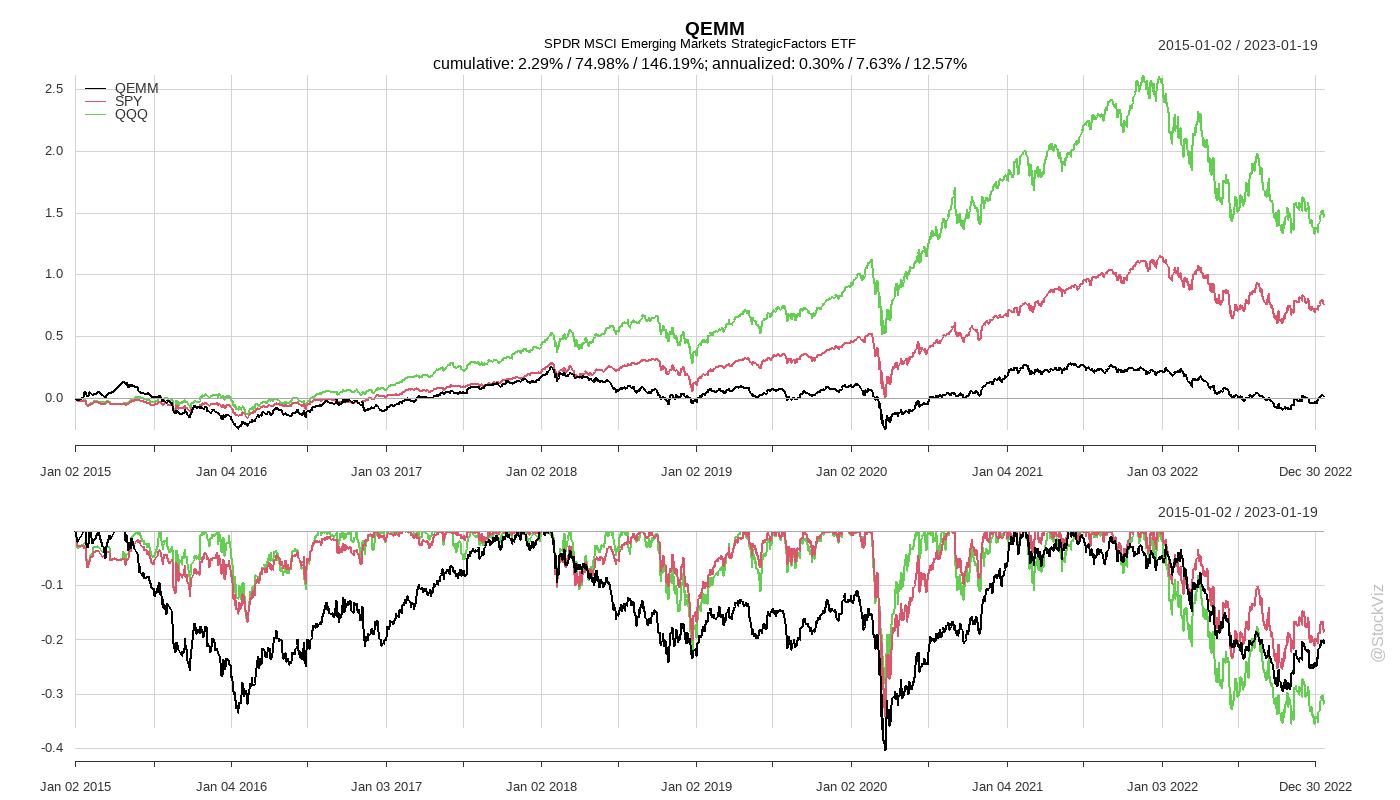 QEMM
SPDR MSCI Emerging Markets StrategicFactors ETF
2015-01-02 / 2023-01-19
cumulative: 2.29% / 74.98% / 146.19%; annualized: 0.30% / 7.63% / 12.57%
QEMM
SPY
QQQ
2.5
2.0
1.5
1.0
0.5
0.0
Jan 02 2015 Jan 04 2016 Jan 03 2017 Jan 02 2018 Jan 02 2019 Jan 02 2020 Jan 04 2021 Jan 03 2022 Dec 30 2022
2015-01-02 / 2023-01-19
-0.1
-0.2
-0.3
-0.4
Jan 02 2015 Jan 04 2016 Jan 03 2017 Jan 02 2018 Jan 02 2019 Jan 02 2020 Jan 04 2021 Jan 03 2022 Dec 30 2022
@StockViz